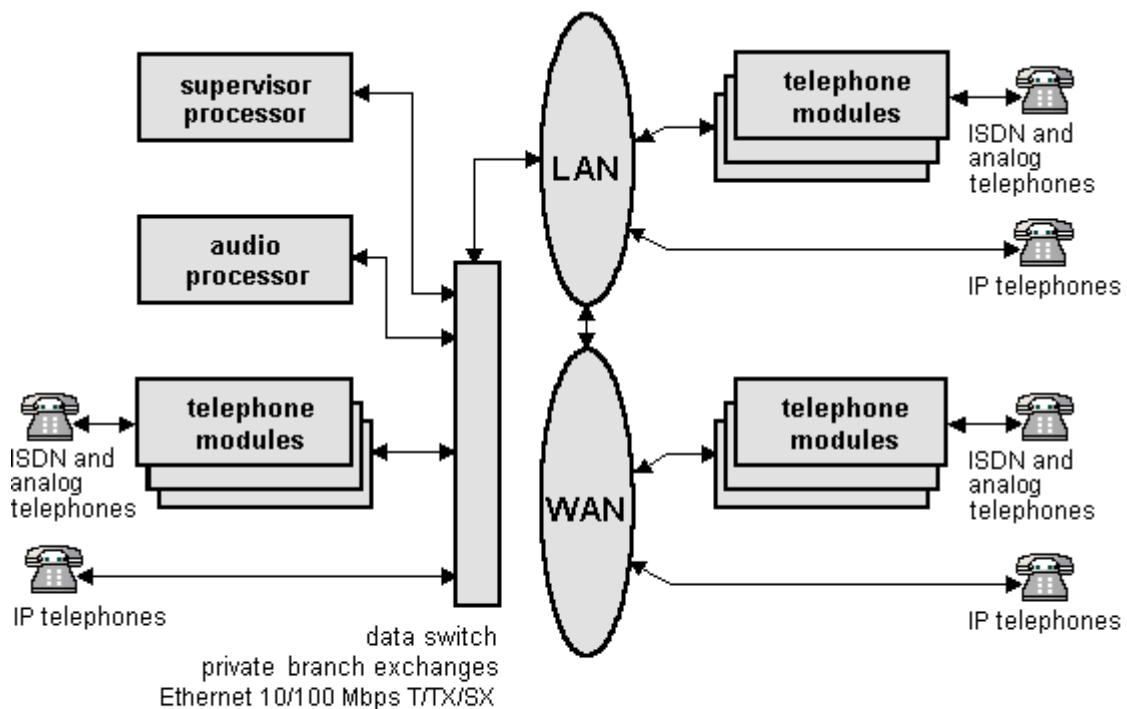 supervisor
processor
audio
processor
telephone
modules
ISDN and
analog
telephones
IP telephones
data switch
private branch exchanges
Ethernet 10/100 Mbps T/TX/SX
LAN
WAN
telephone
modules
ISDN and
analog
telephones
IP telephones
telephone
modules
ISDN and
analog
telephones
IP telephones